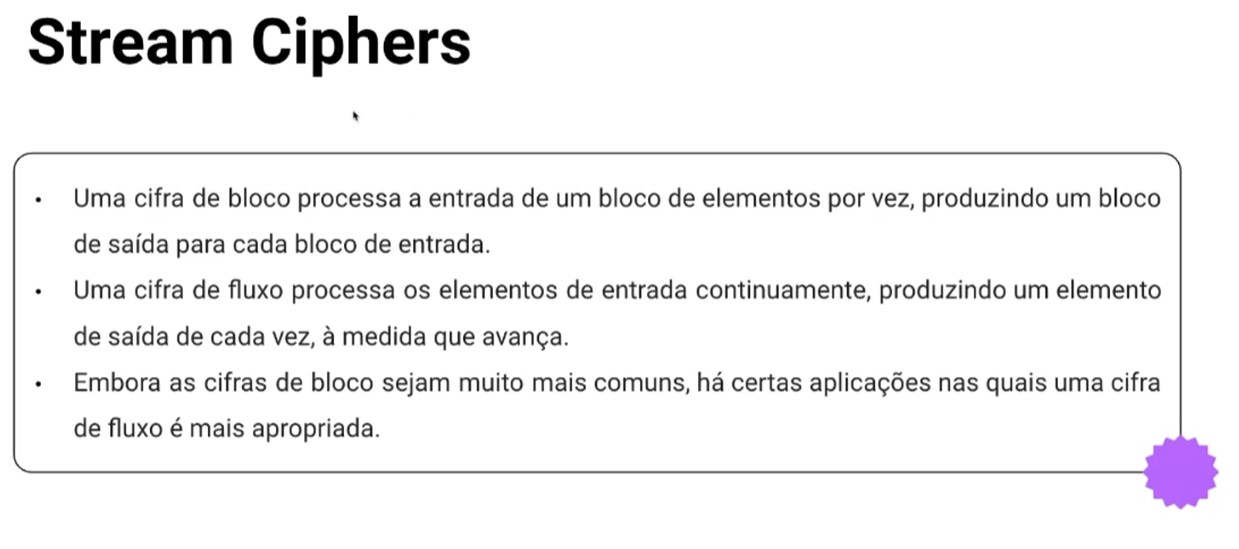 Stream Ciphers
• Uma cifra de bloco processa a entrada de um bloco de elementos por vez, produzindo um bloco
de saída para cada bloco de entrada.
• Uma cifra de fluxo processa os elementos de entrada continuamente, produzindo um elemento
de saída de cada vez, à medida que avança.
• Embora as cifras de bloco sejam muito mais comuns, há certas aplicações nas quais uma cifra
de fluxo é mais apropriada.